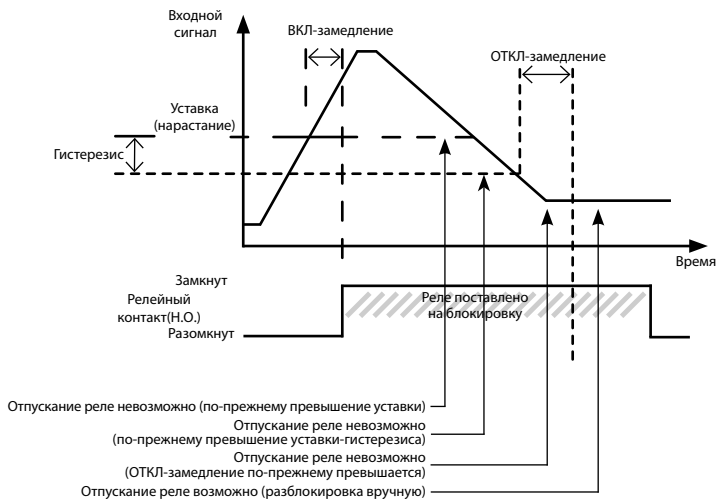 Входной
сигнал
ВКЛ-замедление
ОТКЛ-замедление
Уставка
(нарастание)
Гистерезис
Время
Замкнут
Релейный
контакт(Н.О.)
Разомкнут
Реле поставлено
на блокировку
Отпускание реле невозможно (по-прежнему превышение уставки)
Отпускание реле невозможно
(по-прежнему превышение уставки-гистерезиса)
Отпускание реле невозможно
(ОТКЛ-замедление по-прежнему превышается)
Отпускание реле возможно (разблокировка вручную)